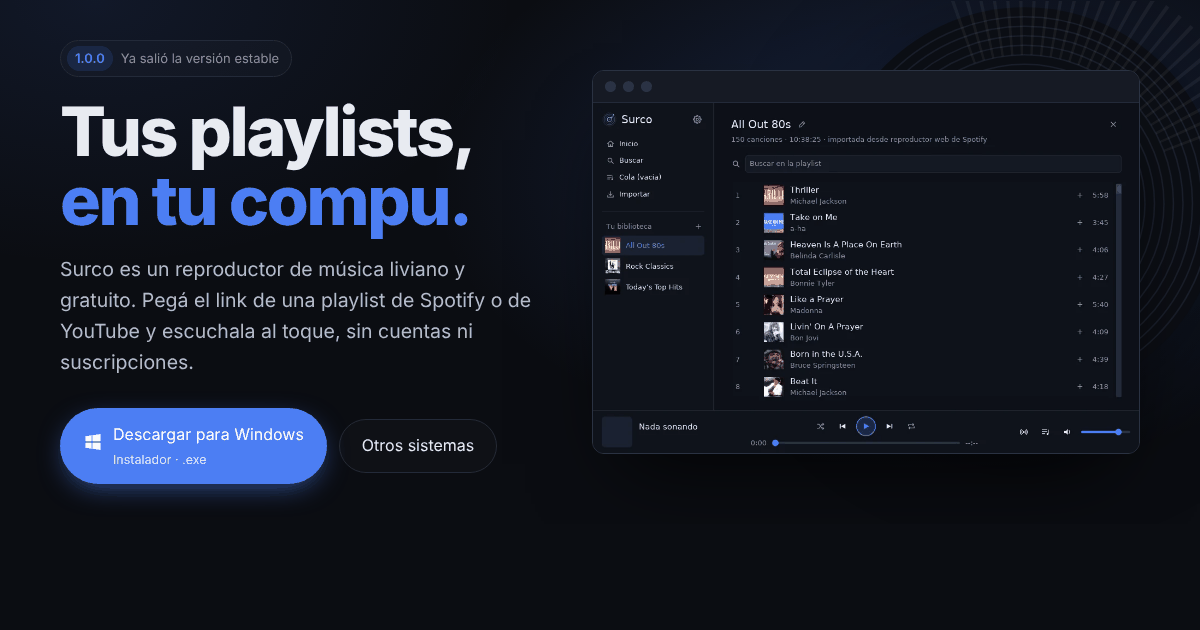 1.0.0 Ya salió la versión estable
Tus playlists,
en tu compu.
Surco es un reproductor de música liviano y
gratuito. Pegá el link de una playlist de Spotify o de
YouTube y escuchala al toque, sin cuentas ni
suscripciones.
Descargar para Windows
Instalador · .exe
Otros sistemas
Surco
Inicio
Buscar
Cola (vacía)
Importar
Tu biblioteca +
All Out 80s
Rock Classics
Today's Top Hits
All Out 80s
150 canciones · 10:38:25 · importada desde reproductor web de Spotify
Buscar en la playlist
1 Thriller + 5:58
Michael Jackson
2 Take on Me + 3:45
a-ha
3 Heaven Is A Place On Earth + 4:06
Belinda Carlisle
4 Total Eclipse of the Heart + 4:27
Bonnie Tyler
5 Like a Prayer + 5:40
Madonna
6 Livin' On A Prayer + 4:09
Bon Jovi
7 Born in the U.S.A. + 4:39
Bruce Springsteen
8 Beat It + 4:18
Michael Jackson
Nada sonando
0:00 --:--